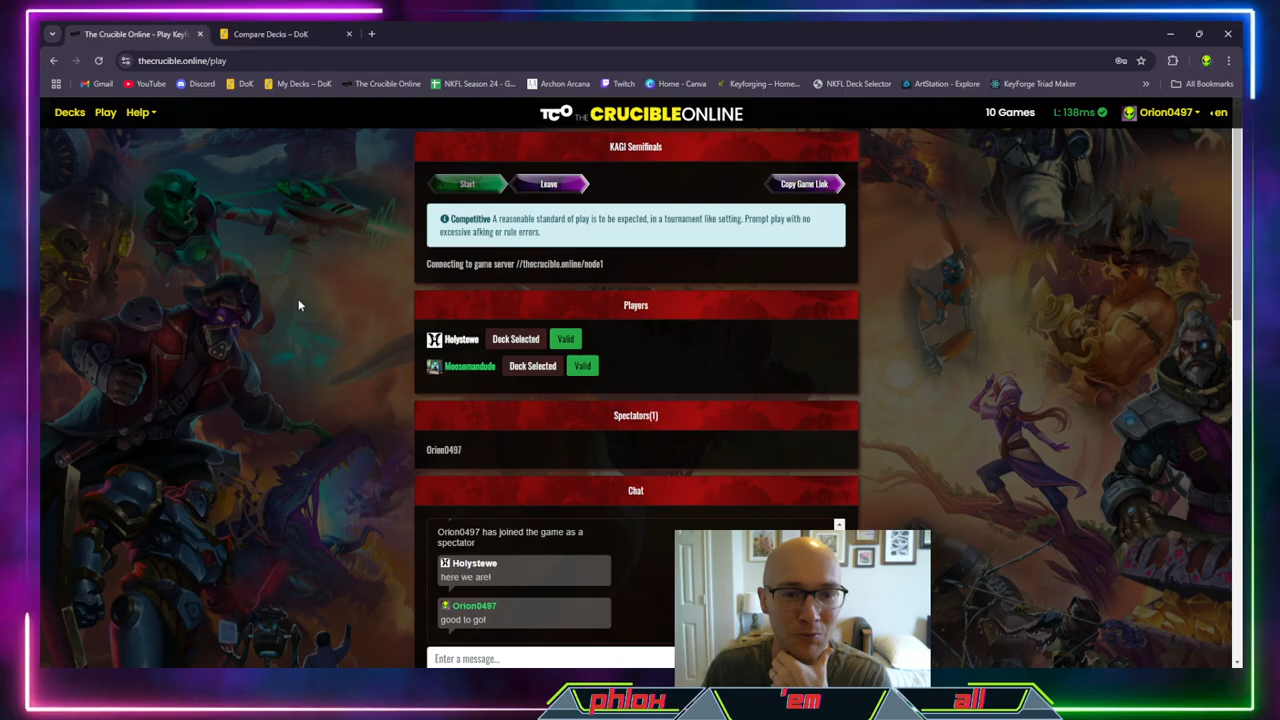 The Crucible Online - Play Keyf
Compare Decks – DoK
thecrucible.online/play
Gmail
YouTube
Discord
DoK
My Decks – DoK
The Crucible Online
NKFL Season 24 - G...
Archon Arcana
Twitch
Home - Canva
Keyforging – Home...
NKFL Deck Selector
ArtStation - Explore
KeyForge Triad Maker
All Bookmarks
Decks
Play
Help
TCO THE CRUCIBLE ONLINE
10 Games
L: 138ms
Orion0497
en
KAGI Semifinals
Start
Leave
Copy Game Link
Competitive A reasonable standard of play is to be expected, in a tournament like setting. Prompt play with no
excessive afking or rule errors.
Connecting to game server //thecrucible.online/node1
Players
Holystewe Deck Selected Valid
Moosemandude Deck Selected Valid
Spectators(1)
Orion0497
Chat
Orion0497 has joined the game as a
spectator
Holystewe
here we are!
Orion0497
good to go!
Enter a message...
phlox 'em all